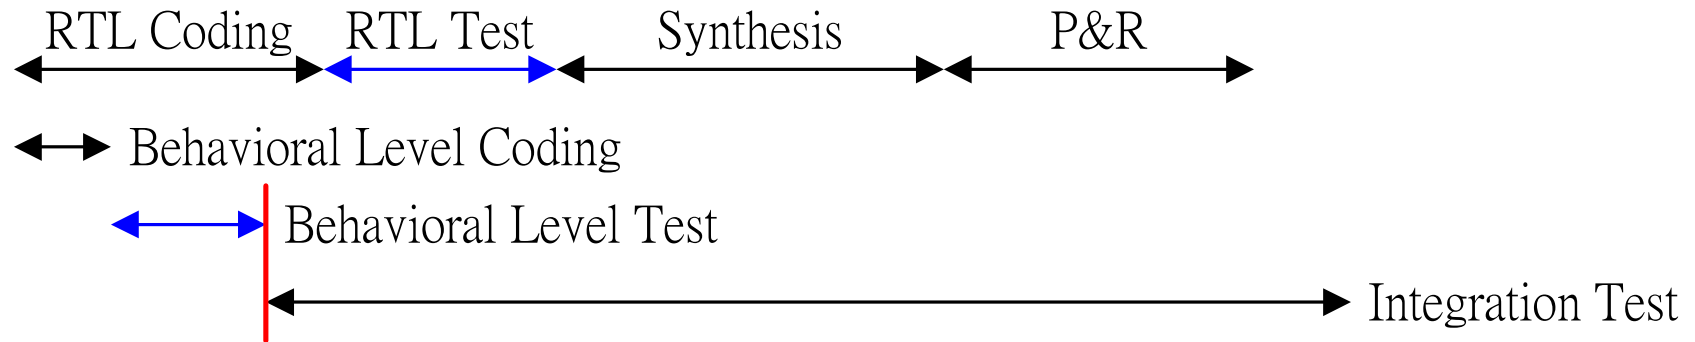 RTL Coding RTL Test Synthesis P&R
Behavioral Level Coding
Behavioral Level Test
Integration Test